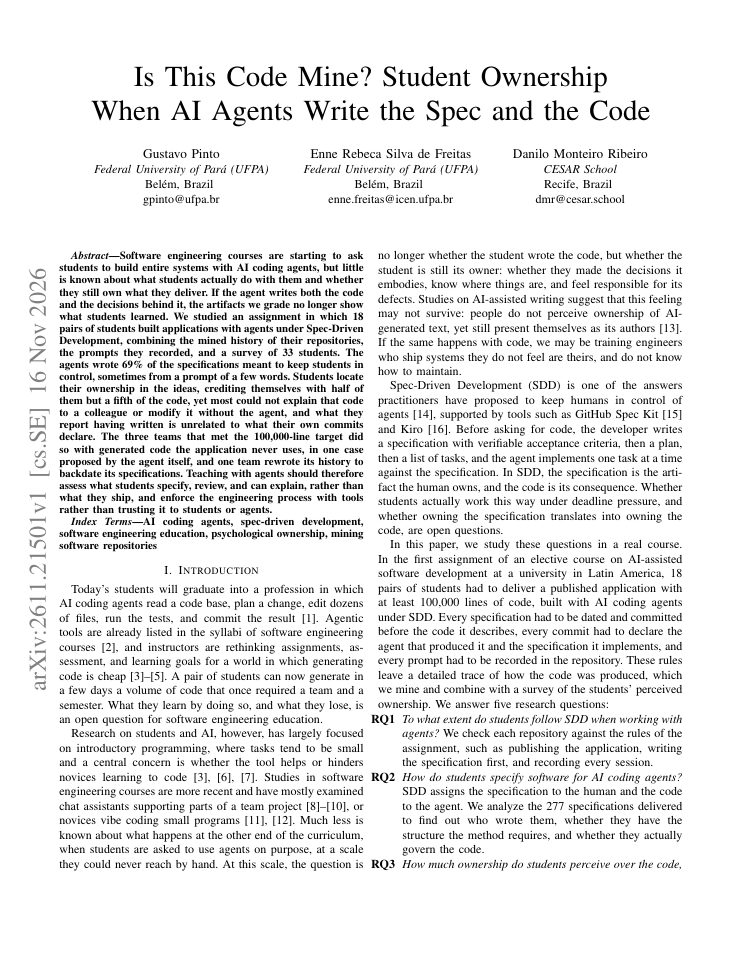 Is This Code Mine? Student Ownership
When AI Agents Write the Spec and the Code
Gustavo Pinto
Federal University of Pará (UFPA)
Belém, Brazil
gpinto@ufpa.br
Enne Rebeca Silva de Freitas
Federal University of Pará (UFPA)
Belém, Brazil
enne.freitas@icen.ufpa.br
Danilo Monteiro Ribeiro
CESAR School
Recife, Brazil
dmr@cesar.school
arXiv:2611.21501v1 [cs.SE] 16 Nov 2026
Abstract—Software engineering courses are starting to ask
students to build entire systems with AI coding agents, but little
is known about what students actually do with them and whether
they still own what they deliver. If the agent writes both the code
and the decisions behind it, the artifacts we grade no longer show
what students learned. We studied an assignment in which 18
pairs of students built applications with agents under Spec-Driven
Development, combining the mined history of their repositories,
the prompts they recorded, and a survey of 33 students. The
agents wrote 69% of the specifications meant to keep students in
control, sometimes from a prompt of a few words. Students locate
their ownership in the ideas, crediting themselves with half of
them but a fifth of the code, yet most could not explain that code
to a colleague or modify it without the agent, and what they
report having written is unrelated to what their own commits
declare. The three teams that met the 100,000-line target did
so with generated code the application never uses, in one case
proposed by the agent itself, and one team rewrote its history to
backdate its specifications. Teaching with agents should therefore
assess what students specify, review, and can explain, rather than
what they ship, and enforce the engineering process with tools
rather than trusting it to students or agents.
Index Terms—AI coding agents, spec-driven development,
software engineering education, psychological ownership, mining
software repositories
I. INTRODUCTION
Today's students will graduate into a profession in which
AI coding agents read a code base, plan a change, edit dozens
of files, run the tests, and commit the result [1]. Agentic
tools are already listed in the syllabi of software engineering
courses [2], and instructors are rethinking assignments, as-
sessment, and learning goals for a world in which generating
code is cheap [3]–[5]. A pair of students can now generate in
a few days a volume of code that once required a team and a
semester. What they learn by doing so, and what they lose, is
an open question for software engineering education.
Research on students and AI, however, has largely focused
on introductory programming, where tasks tend to be small
and a central concern is whether the tool helps or hinders
novices learning to code [3], [6], [7]. Studies in software
engineering courses are more recent and have mostly examined
chat assistants supporting parts of a team project [8]–[10], or
novices vibe coding small programs [11], [12]. Much less is
known about what happens at the other end of the curriculum,
when students are asked to use agents on purpose, at a scale
they could never reach by hand. At this scale, the question is
no longer whether the student wrote the code, but whether the
student is still its owner: whether they made the decisions it
embodies, know where things are, and feel responsible for its
defects. Studies on AI-assisted writing suggest that this feeling
may not survive: people do not perceive ownership of AI-
generated text, yet still present themselves as its authors [13].
If the same happens with code, we may be training engineers
who ship systems they do not feel are theirs, and do not know
how to maintain.
Spec-Driven Development (SDD) is one of the answers
practitioners have proposed to keep humans in control of
agents [14], supported by tools such as GitHub Spec Kit [15]
and Kiro [16]. Before asking for code, the developer writes
a specification with verifiable acceptance criteria, then a plan,
then a list of tasks, and the agent implements one task at a time
against the specification. In SDD, the specification is the arti-
fact the human owns, and the code is its consequence. Whether
students actually work this way under deadline pressure, and
whether owning the specification translates into owning the
code, are open questions.
In this paper, we study these questions in a real course.
In the first assignment of an elective course on AI-assisted
software development at a university in Latin America, 18
pairs of students had to deliver a published application with
at least 100,000 lines of code, built with AI coding agents
under SDD. Every specification had to be dated and committed
before the code it describes, every commit had to declare the
agent that produced it and the specification it implements, and
every prompt had to be recorded in the repository. These rules
leave a detailed trace of how the code was produced, which
we mine and combine with a survey of the students' perceived
ownership. We answer five research questions:
RQ1 To what extent do students follow SDD when working with
agents? We check each repository against the rules of the
assignment, such as publishing the application, writing
the specification first, and recording every session.
RQ2 How do students specify software for AI coding agents?
SDD assigns the specification to the human and the code
to the agent. We analyze the 277 specifications delivered
to find out who wrote them, whether they have the
structure the method requires, and whether they actually
govern the code.
RQ3 How much ownership do students perceive over the code,